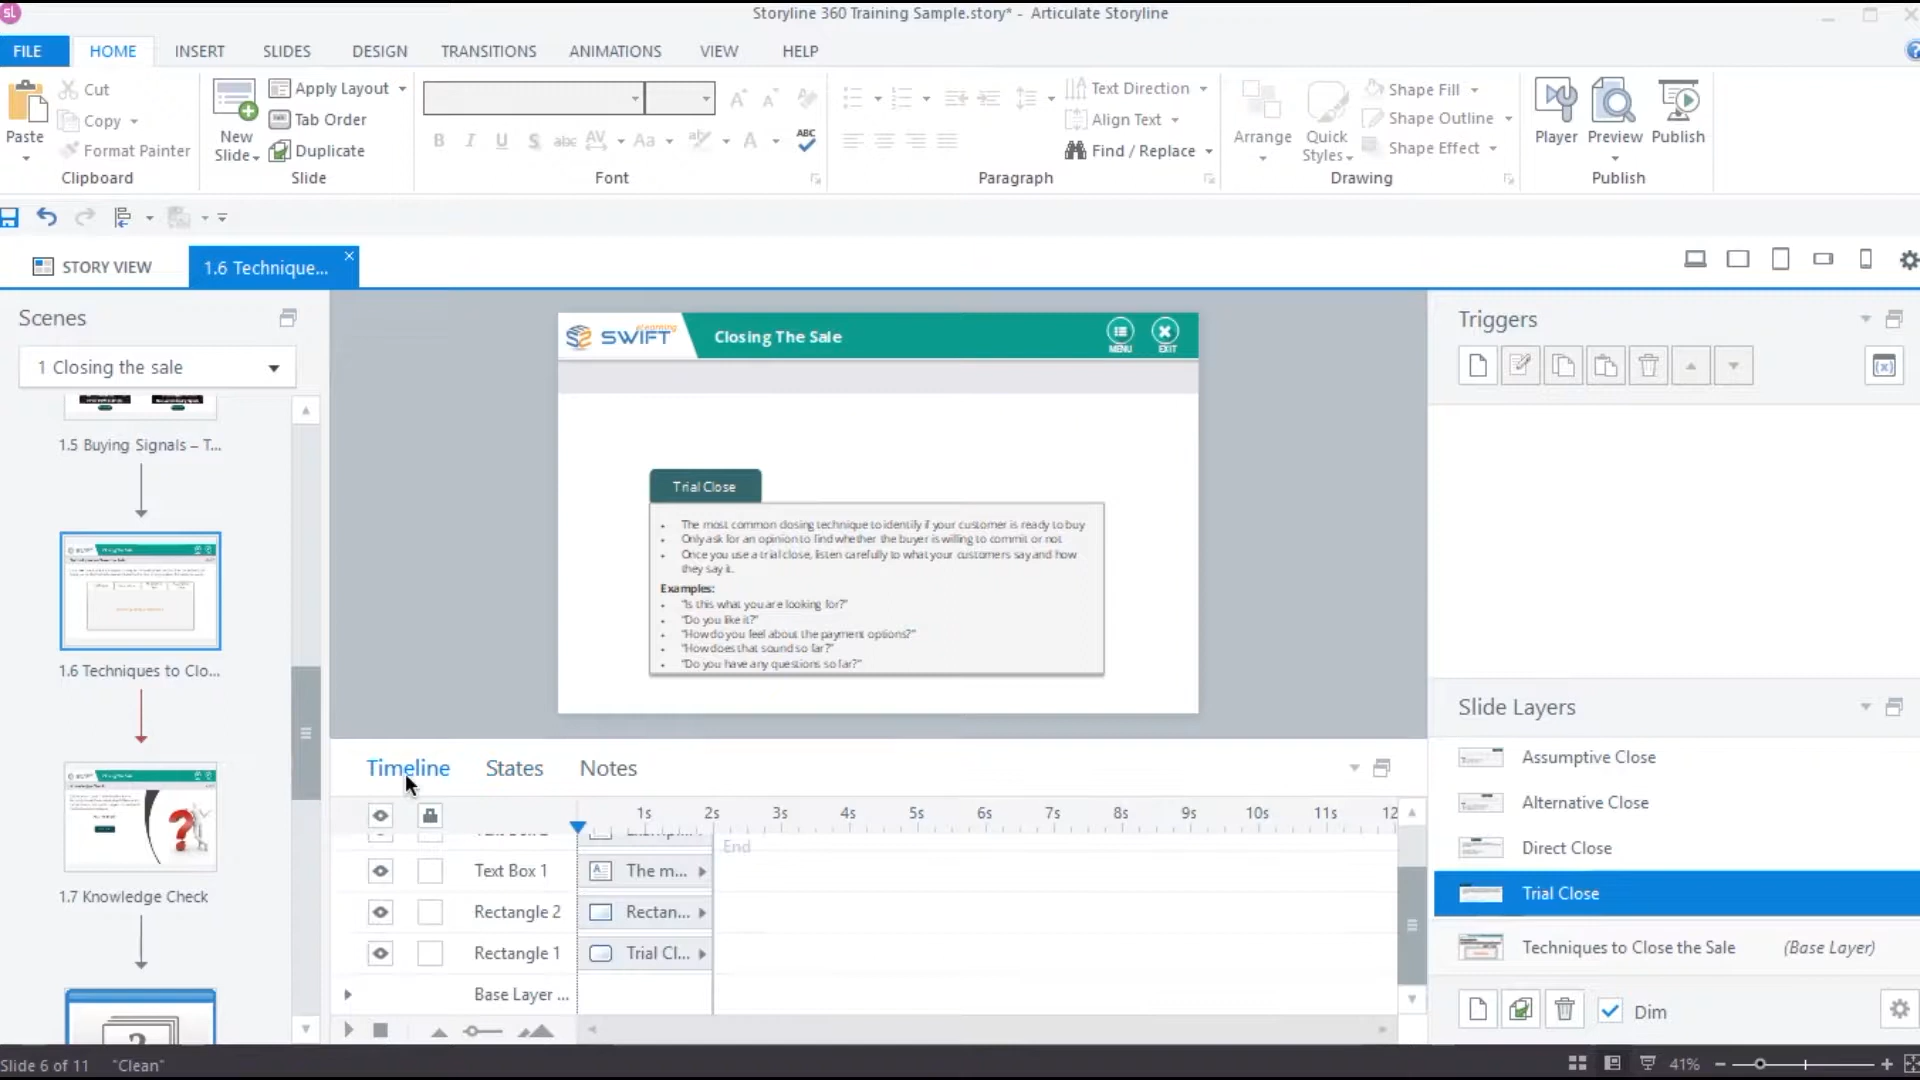 sl
Storyline 360 Training Sample.story* - Articulate Storyline
FILE HOME INSERT SLIDES DESIGN TRANSITIONS ANIMATIONS VIEW HELP
Paste
Cut
Copy
Format Painter
Clipboard
New Slide
Apply Layout
Tab Order
Duplicate
Slide
B I U S abc AV Aa A ABC
Font
Text Direction
Align Text
Find / Replace
Paragraph
Arrange
Quick Styles
Shape Fill
Shape Outline
Shape Effect
Drawing
Player Preview Publish
Publish
STORY VIEW
1.6 Technique...
Scenes
1 Closing the sale
1.5 Buying Signals – T...
1.6 Techniques to Clo...
1.7 Knowledge Check
SWIFT
elearning
Closing The Sale
MENU
EXIT
Trial Close
• The most common closing technique to identify if your customer is ready to buy
• Only ask for an opinion to find whether the buyer is willing to commit or not
• Once you use a trial close, listen carefully to what your customers say and how
they say it.
Examples:
• "Is this what you are looking for?"
• "Do you like it?"
• "How do you feel about the payment options?"
• "How does that sound so far?"
• "Do you have any questions so far?"
Timeline States Notes
1s 2s 3s 4s 5s 6s 7s 8s 9s 10s 11s 12
End
Text Box 1 The m...
Rectangle 2 Rectan...
Rectangle 1 Trial Cl...
Base Layer ...
Triggers
Slide Layers
Assumptive Close
Alternative Close
Direct Close
Trial Close
Techniques to Close the Sale (Base Layer)
Dim
Slide 6 of 11 "Clean"
41%